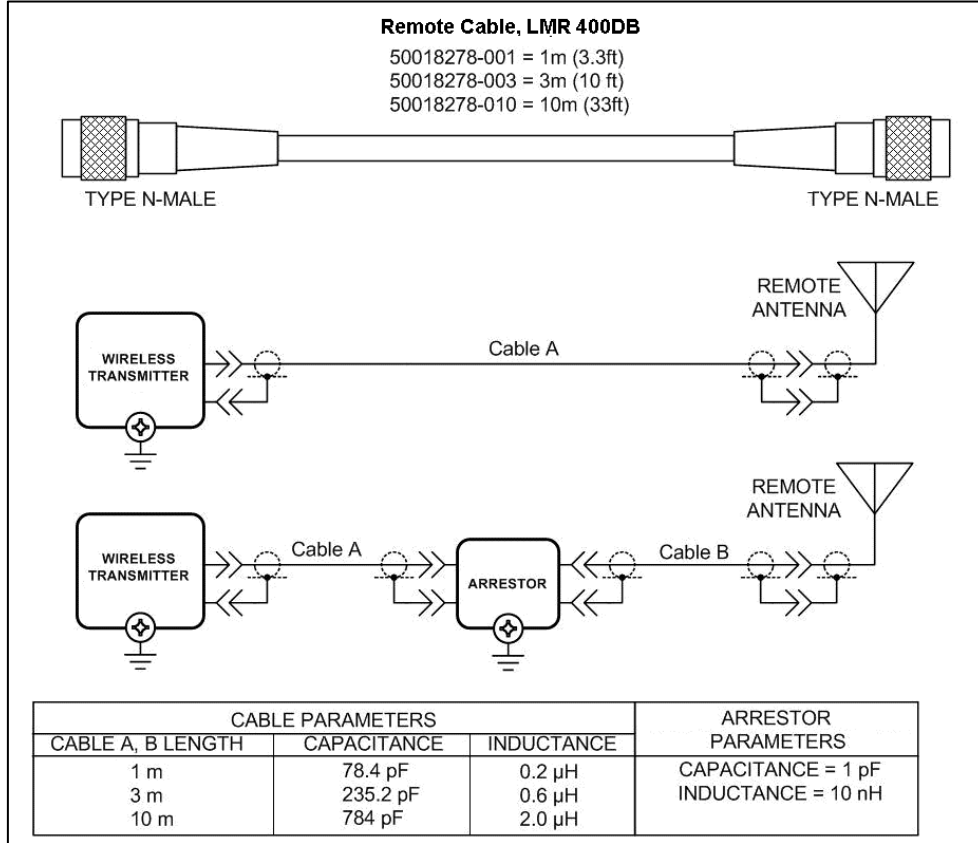 Remote Cable, LMR 400DB
50018278-001 = 1m (3.3ft)
50018278-003 = 3m (10 ft)
50018278-010 = 10m (33ft)
TYPE N-MALE
TYPE N-MALE
REMOTE
ANTENNA
WIRELESS
TRANSMITTER
Cable A
REMOTE
ANTENNA
WIRELESS
TRANSMITTER
Cable A
ARRESTOR
Cable B
CABLE PARAMETERS
ARRESTOR
PARAMETERS
CABLE A, B LENGTH CAPACITANCE INDUCTANCE
1 m 78.4 pF 0.2 µH CAPACITANCE = 1 pF
3 m 235.2 pF 0.6 µH INDUCTANCE = 10 nH
10 m 784 pF 2.0 µH